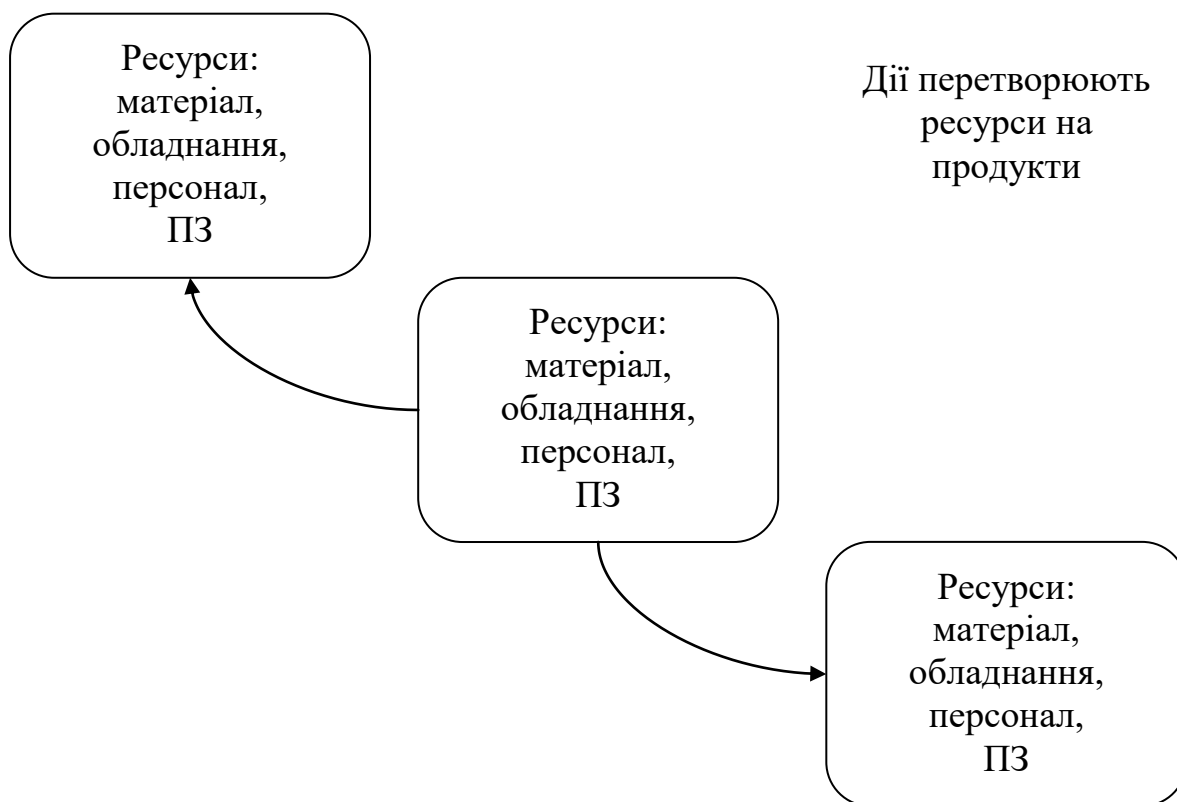 Ресурси:
матеріал,
обладнання,
персонал,
ПЗ
Дії перетворюють
ресурси на
продукти
Ресурси:
матеріал,
обладнання,
персонал,
ПЗ
Ресурси:
матеріал,
обладнання,
персонал,
ПЗ